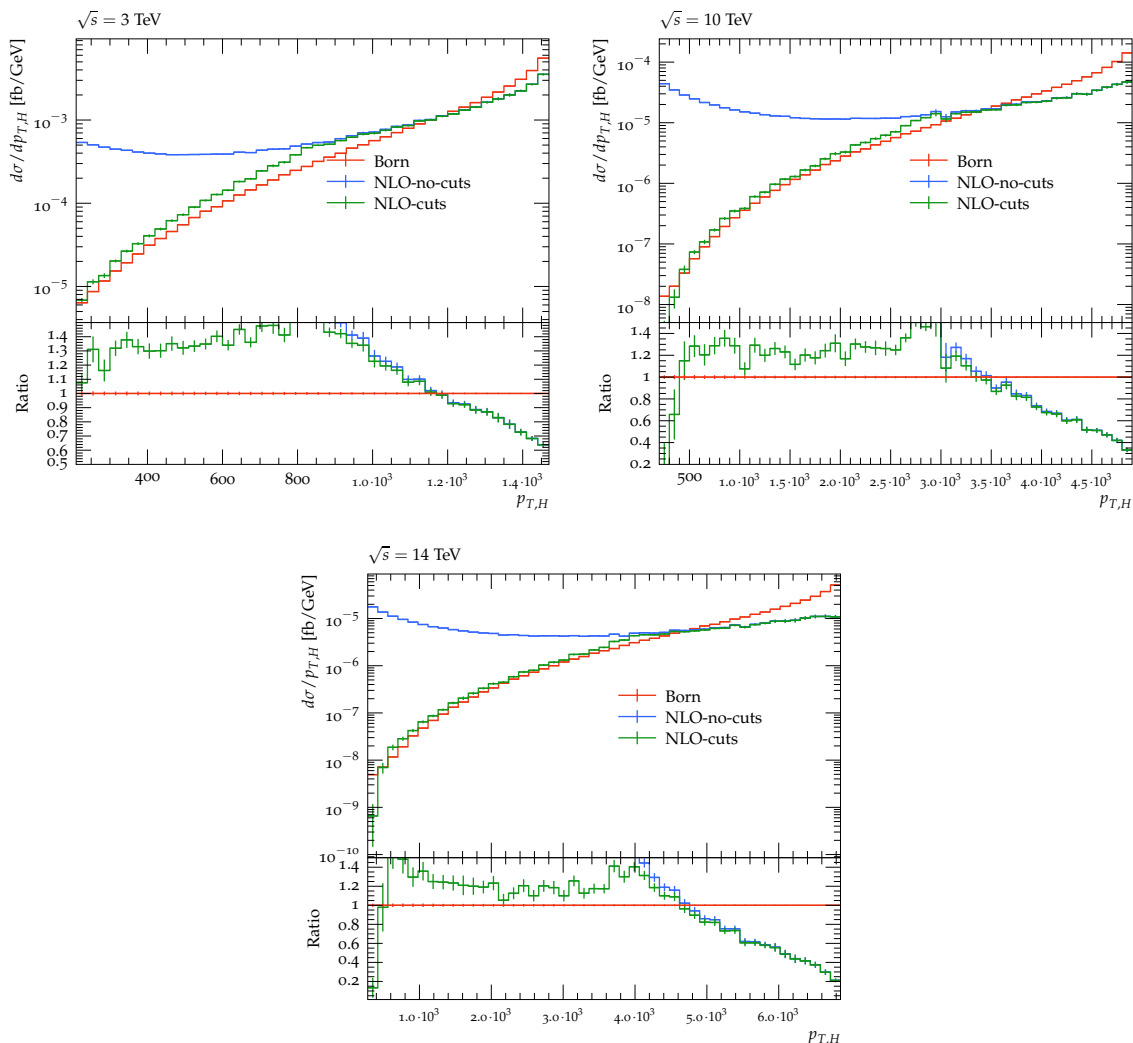 √s = 3 TeV
dσ/dp_{T,H} [fb/GeV]
10^{−3}
10^{−4}
10^{−5}
Born
NLO-no-cuts
NLO-cuts
Ratio
1.4
1.3
1.2
1.1
1
0.9
0.8
0.7
0.6
0.5
400 600 800 1.0·10^3 1.2·10^3 1.4·10^3
p_{T,H}
√s = 10 TeV
dσ/dp_{T,H} [fb/GeV]
10^{−4}
10^{−5}
10^{−6}
10^{−7}
10^{−8}
Born
NLO-no-cuts
NLO-cuts
Ratio
1.4
1.2
1
0.8
0.6
0.4
0.2
500 1.0·10^3 1.5·10^3 2.0·10^3 2.5·10^3 3.0·10^3 3.5·10^3 4.0·10^3 4.5·10^3
p_{T,H}
√s = 14 TeV
dσ/p_{T,H} [fb/GeV]
10^{−5}
10^{−6}
10^{−7}
10^{−8}
10^{−9}
10^{−10}
Born
NLO-no-cuts
NLO-cuts
Ratio
1.4
1.2
1
0.8
0.6
0.4
0.2
1.0·10^3 2.0·10^3 3.0·10^3 4.0·10^3 5.0·10^3 6.0·10^3
p_{T,H}